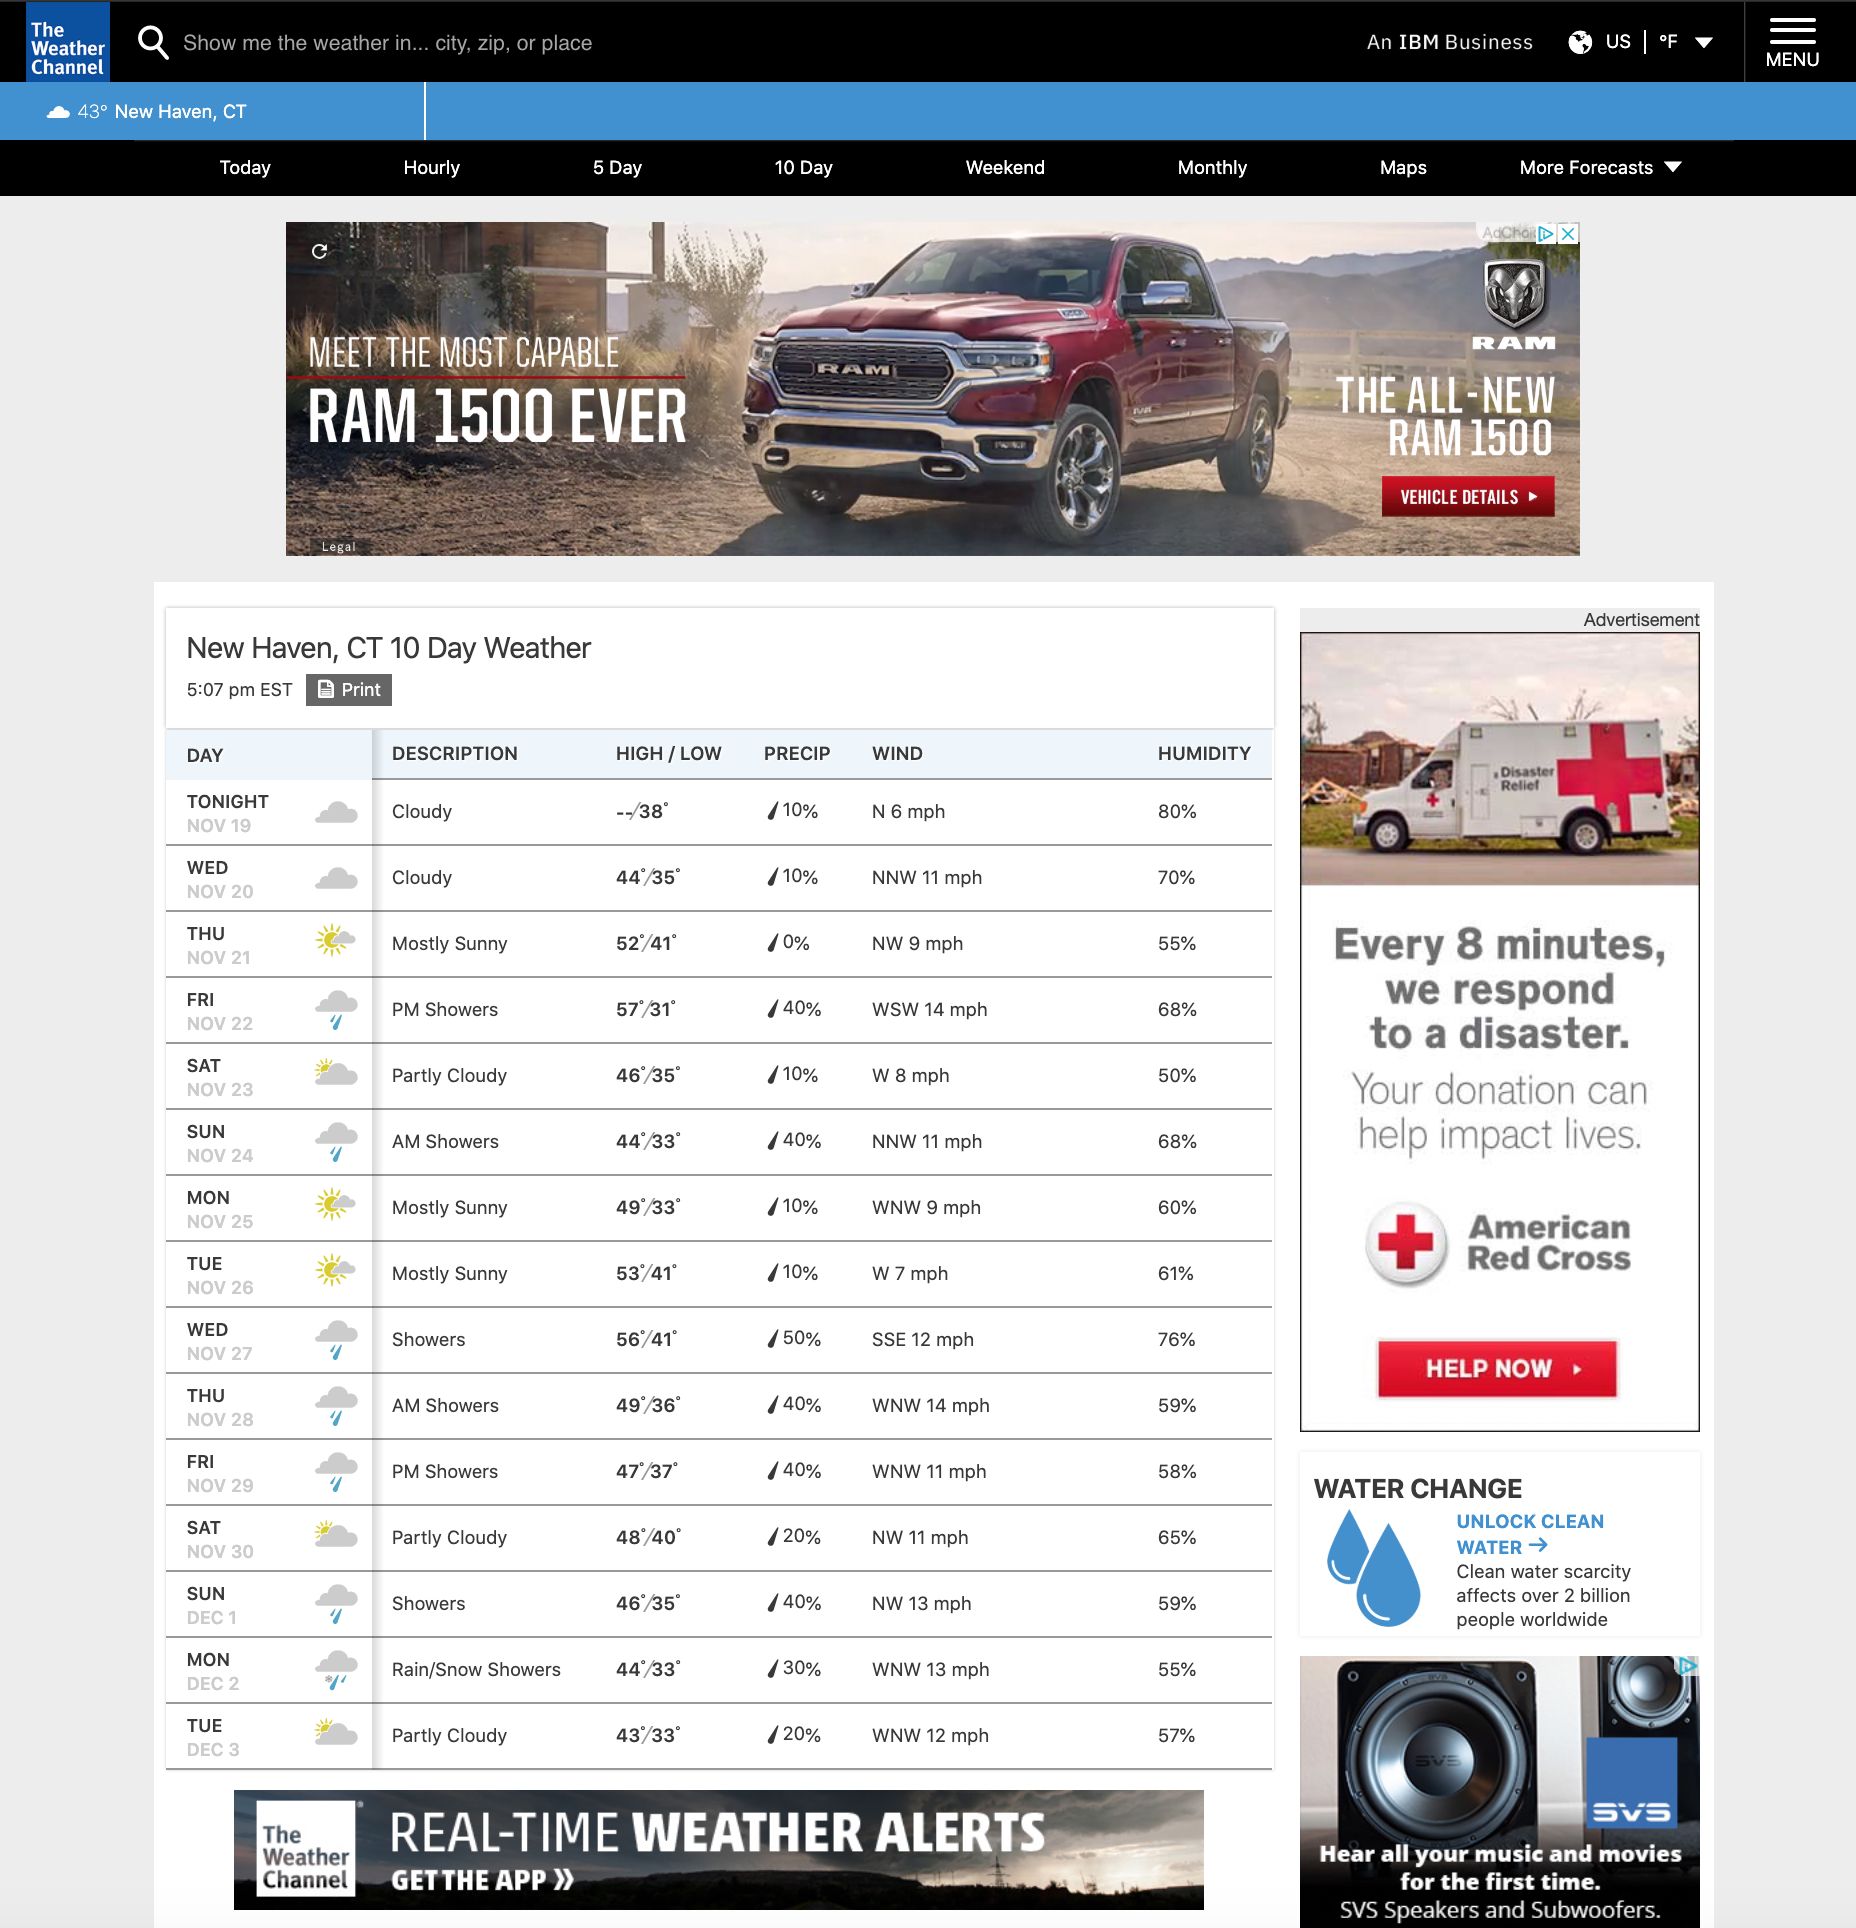 The
Weather
Channel
Show me the weather in... city, zip, or place
An IBM Business
US | °F
MENU
43° New Haven, CT
Today Hourly 5 Day 10 Day Weekend Monthly Maps More Forecasts
MEET THE MOST CAPABLE
RAM 1500 EVER
Legal
RAM
RAM
THE ALL-NEW
RAM 1500
VEHICLE DETAILS
New Haven, CT 10 Day Weather
5:07 pm EST Print
DAY DESCRIPTION HIGH / LOW PRECIP WIND HUMIDITY
TONIGHT
NOV 19 Cloudy --/38° 10% N 6 mph 80%
WED
NOV 20 Cloudy 44°/35° 10% NNW 11 mph 70%
THU
NOV 21 Mostly Sunny 52°/41° 0% NW 9 mph 55%
FRI
NOV 22 PM Showers 57°/31° 40% WSW 14 mph 68%
SAT
NOV 23 Partly Cloudy 46°/35° 10% W 8 mph 50%
SUN
NOV 24 AM Showers 44°/33° 40% NNW 11 mph 68%
MON
NOV 25 Mostly Sunny 49°/33° 10% WNW 9 mph 60%
TUE
NOV 26 Mostly Sunny 53°/41° 10% W 7 mph 61%
WED
NOV 27 Showers 56°/41° 50% SSE 12 mph 76%
THU
NOV 28 AM Showers 49°/36° 40% WNW 14 mph 59%
FRI
NOV 29 PM Showers 47°/37° 40% WNW 11 mph 58%
SAT
NOV 30 Partly Cloudy 48°/40° 20% NW 11 mph 65%
SUN
DEC 1 Showers 46°/35° 40% NW 13 mph 59%
MON
DEC 2 Rain/Snow Showers 44°/33° 30% WNW 13 mph 55%
TUE
DEC 3 Partly Cloudy 43°/33° 20% WNW 12 mph 57%
The
Weather
Channel
REAL-TIME WEATHER ALERTS
GET THE APP
Advertisement
Disaster
Relief
Every 8 minutes,
we respond
to a disaster.
Your donation can
help impact lives.
American
Red Cross
HELP NOW
WATER CHANGE
UNLOCK CLEAN
WATER →
Clean water scarcity
affects over 2 billion
people worldwide
SVS
SVS
SVS
Hear all your music and movies
for the first time.
SVS Speakers and Subwoofers.